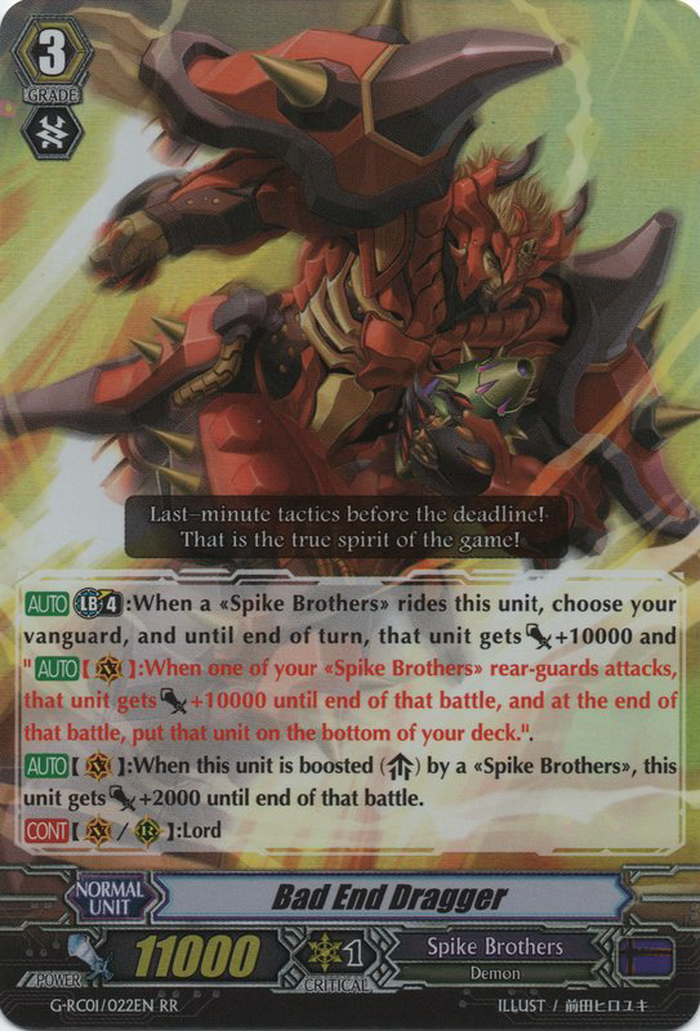 3
GRADE
Last-minute tactics before the deadline!
That is the true spirit of the game!
AUTO LB 4 :When a «Spike Brothers» rides this unit, choose your
vanguard, and until end of turn, that unit gets +10000 and
" AUTO【 V 】:When one of your «Spike Brothers» rear-guards attacks,
that unit gets +10000 until end of that battle, and at the end of
that battle, put that unit on the bottom of your deck.".
AUTO【 V 】:When this unit is boosted ( ) by a «Spike Brothers», this
unit gets +2000 until end of that battle.
CONT【 V / R 】:Lord
NORMAL
UNIT
Bad End Dragger
POWER
11000
1
CRITICAL
Spike Brothers
Demon
G-RC01/022EN RR
ILLUST / 前田ヒロユキ